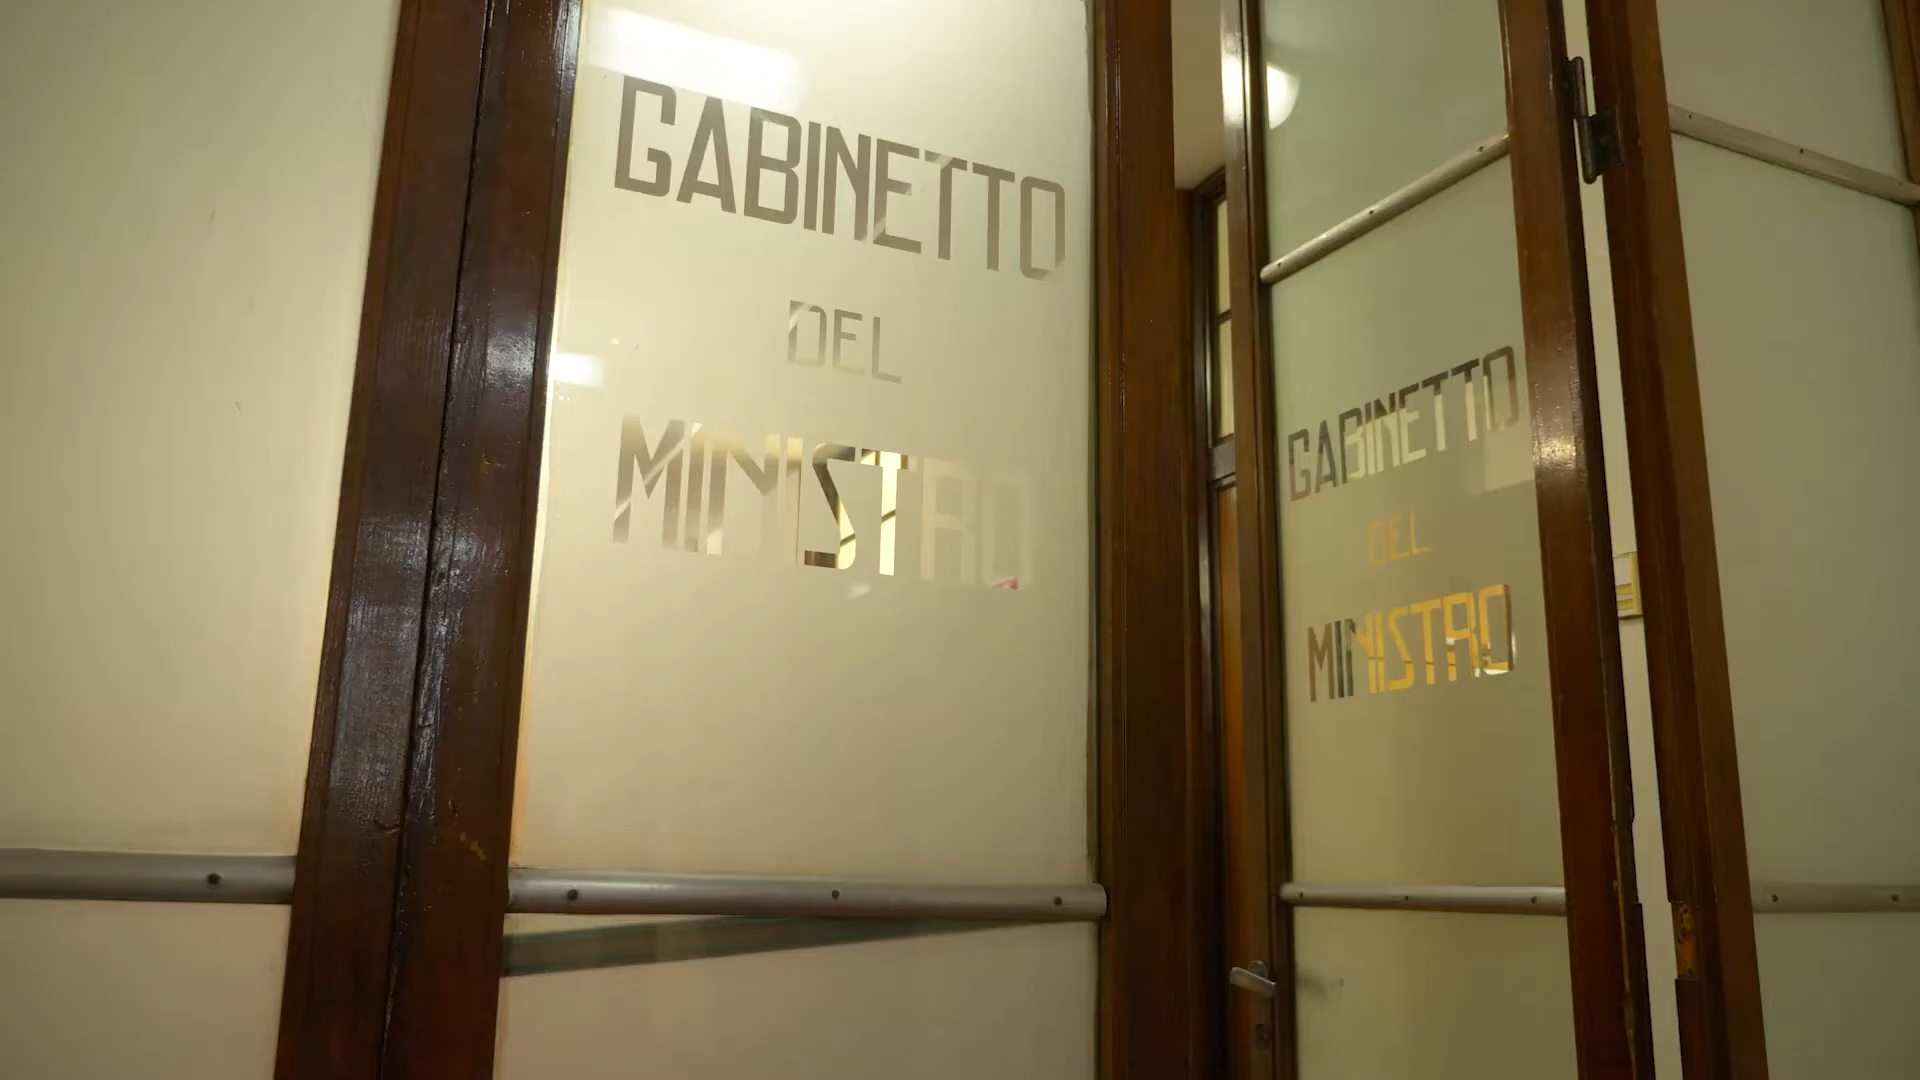 GABINETTO
DEL
MINISTRO
GABINETTO
DEL
MINISTRO